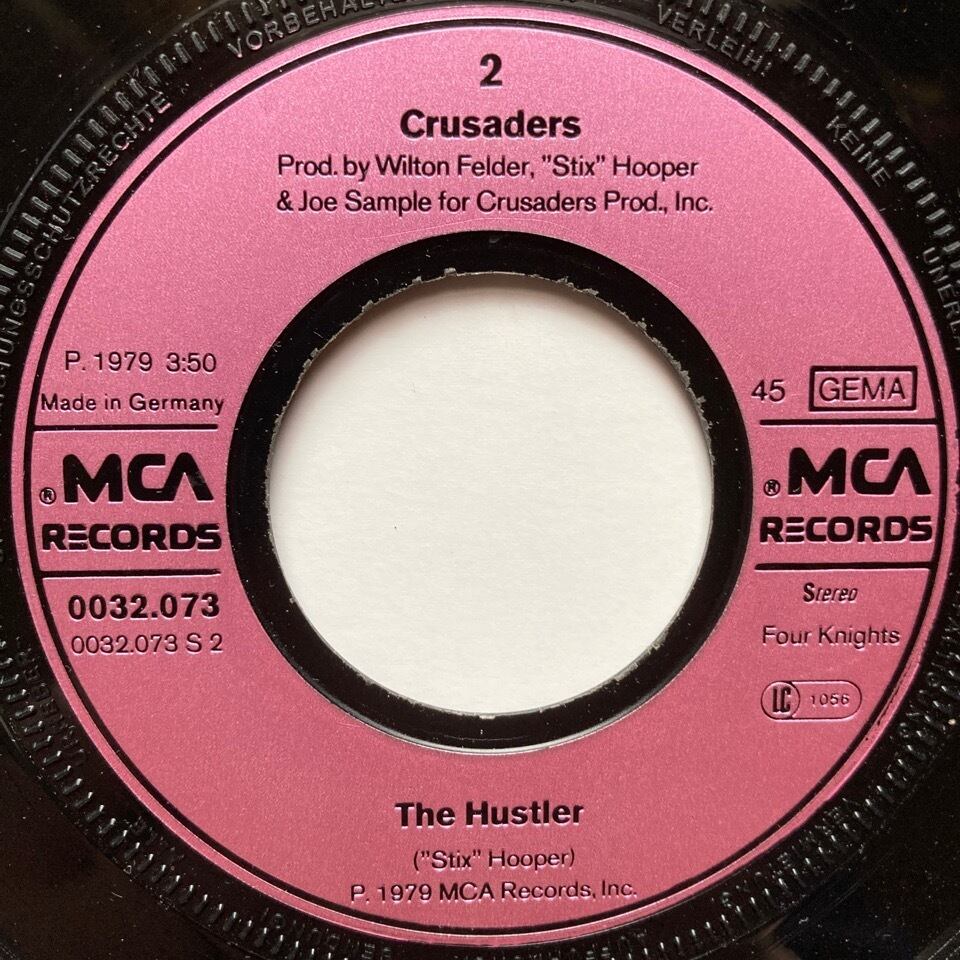 2
Crusaders
Prod. by Wilton Felder, "Stix" Hooper
& Joe Sample for Crusaders Prod., Inc.
P. 1979 3:50
Made in Germany
45 GEMA
® MCA
RECORDS
® MCA
RECORDS
0032.073
0032.073 S 2
Stereo
Four Knights
LC 1056
The Hustler
("Stix" Hooper)
P. 1979 MCA Records, Inc.
VORBEHALTEN
VERLEIH!
KEINE